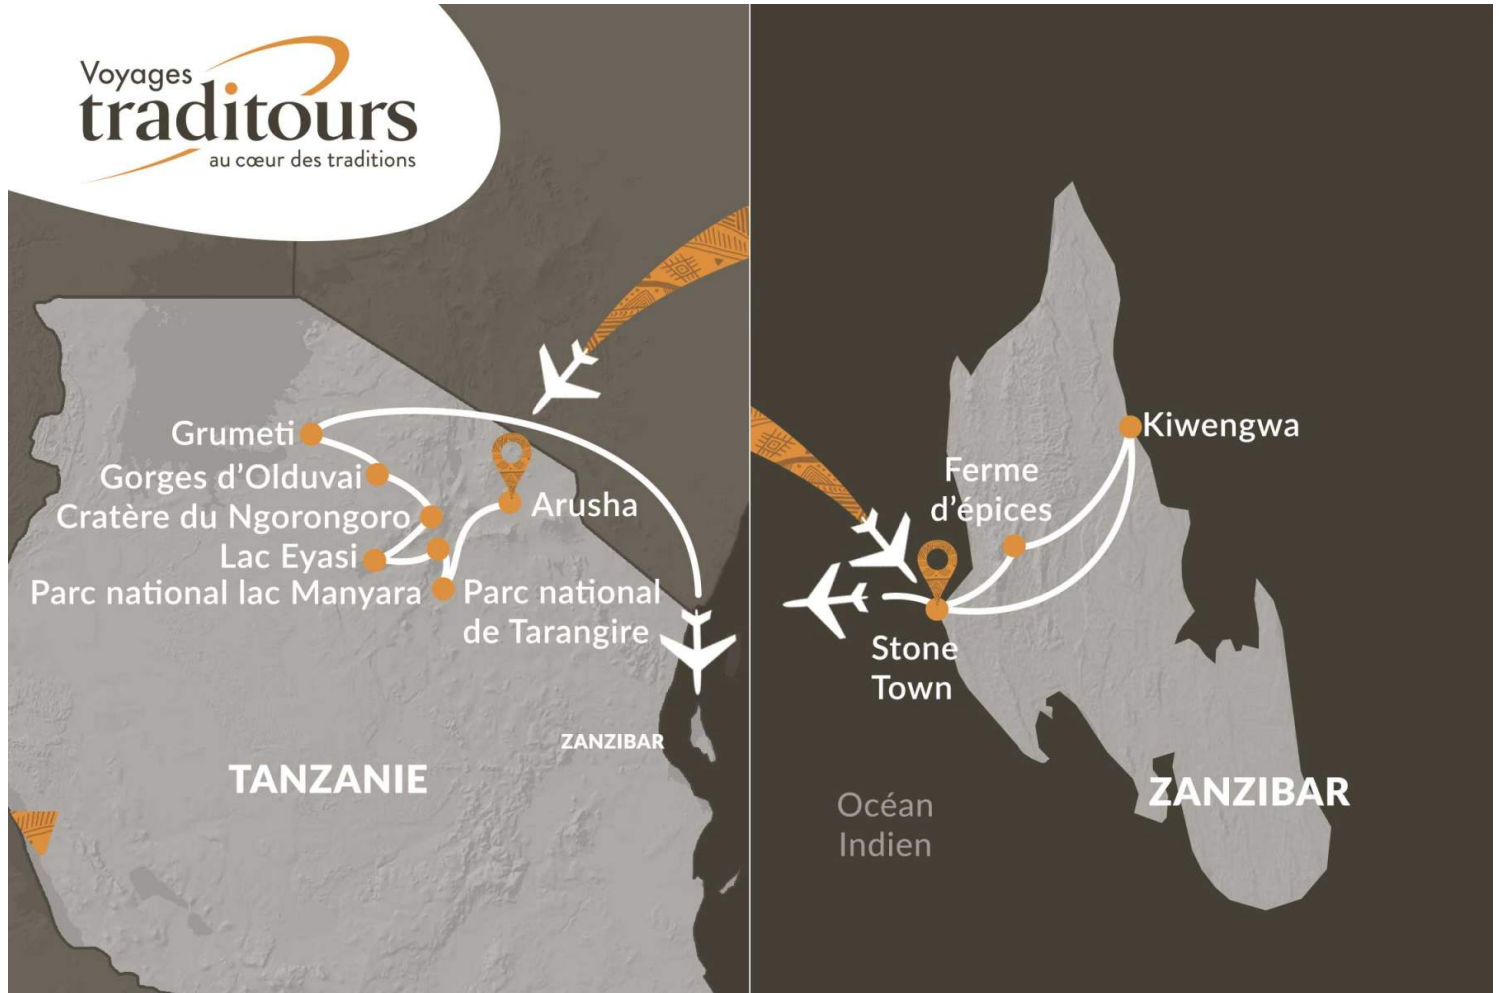 Voyages
traditours
au cœur des traditions
Grumeti
Gorges d'Olduvai
Cratère du Ngorongoro
Lac Eyasi
Parc national lac Manyara
Arusha
Parc national
de Tarangire
ZANZIBAR
TANZANIE
Kiwengwa
Ferme
d'épices
Stone
Town
ZANZIBAR
Océan
Indien